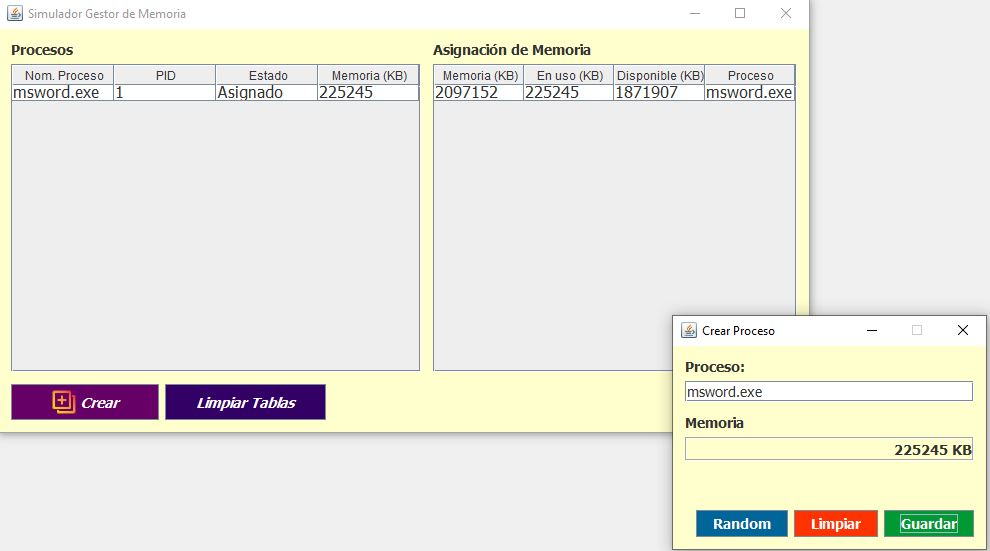 Simulador Gestor de Memoria
Procesos
Nom. Proceso PID Estado Memoria (KB)
msword.exe 1 Asignado 225245
Asignación de Memoria
Memoria (KB) En uso (KB) Disponible (KB) Proceso
2097152 225245 1871907 msword.exe
Crear Limpiar Tablas
Crear Proceso
Proceso:
msword.exe
Memoria
225245 KB
Random Limpiar Guardar